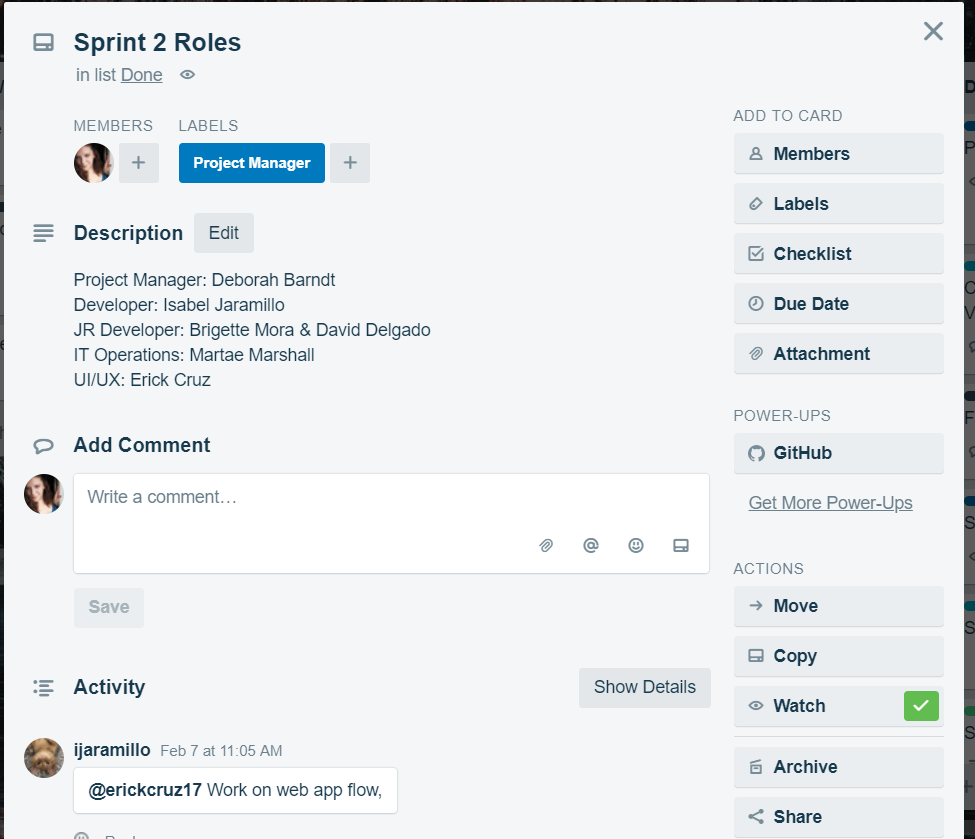 Sprint 2 Roles
in list Done
MEMBERS
LABELS
Project Manager
Description
Edit
Project Manager: Deborah Barndt
Developer: Isabel Jaramillo
JR Developer: Brigette Mora & David Delgado
IT Operations: Martae Marshall
UI/UX: Erick Cruz
Add Comment
Write a comment…
Save
Activity
Show Details
ijaramillo Feb 7 at 11:05 AM
@erickcruz17 Work on web app flow,
ADD TO CARD
Members
Labels
Checklist
Due Date
Attachment
POWER-UPS
GitHub
Get More Power-Ups
ACTIONS
Move
Copy
Watch
Archive
Share